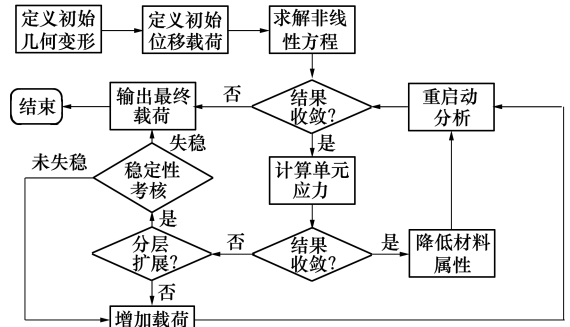 定义初始
几何变形
定义初始
位移载荷
求解非线
性方程
结束
输出最终
载荷
否
结果
收敛?
重启动
分析
失稳
是
未失稳
稳定性
考核
计算单元
应力
是
分层
扩展?
否
结果
收敛?
是
降低材料
属性
否
增加载荷